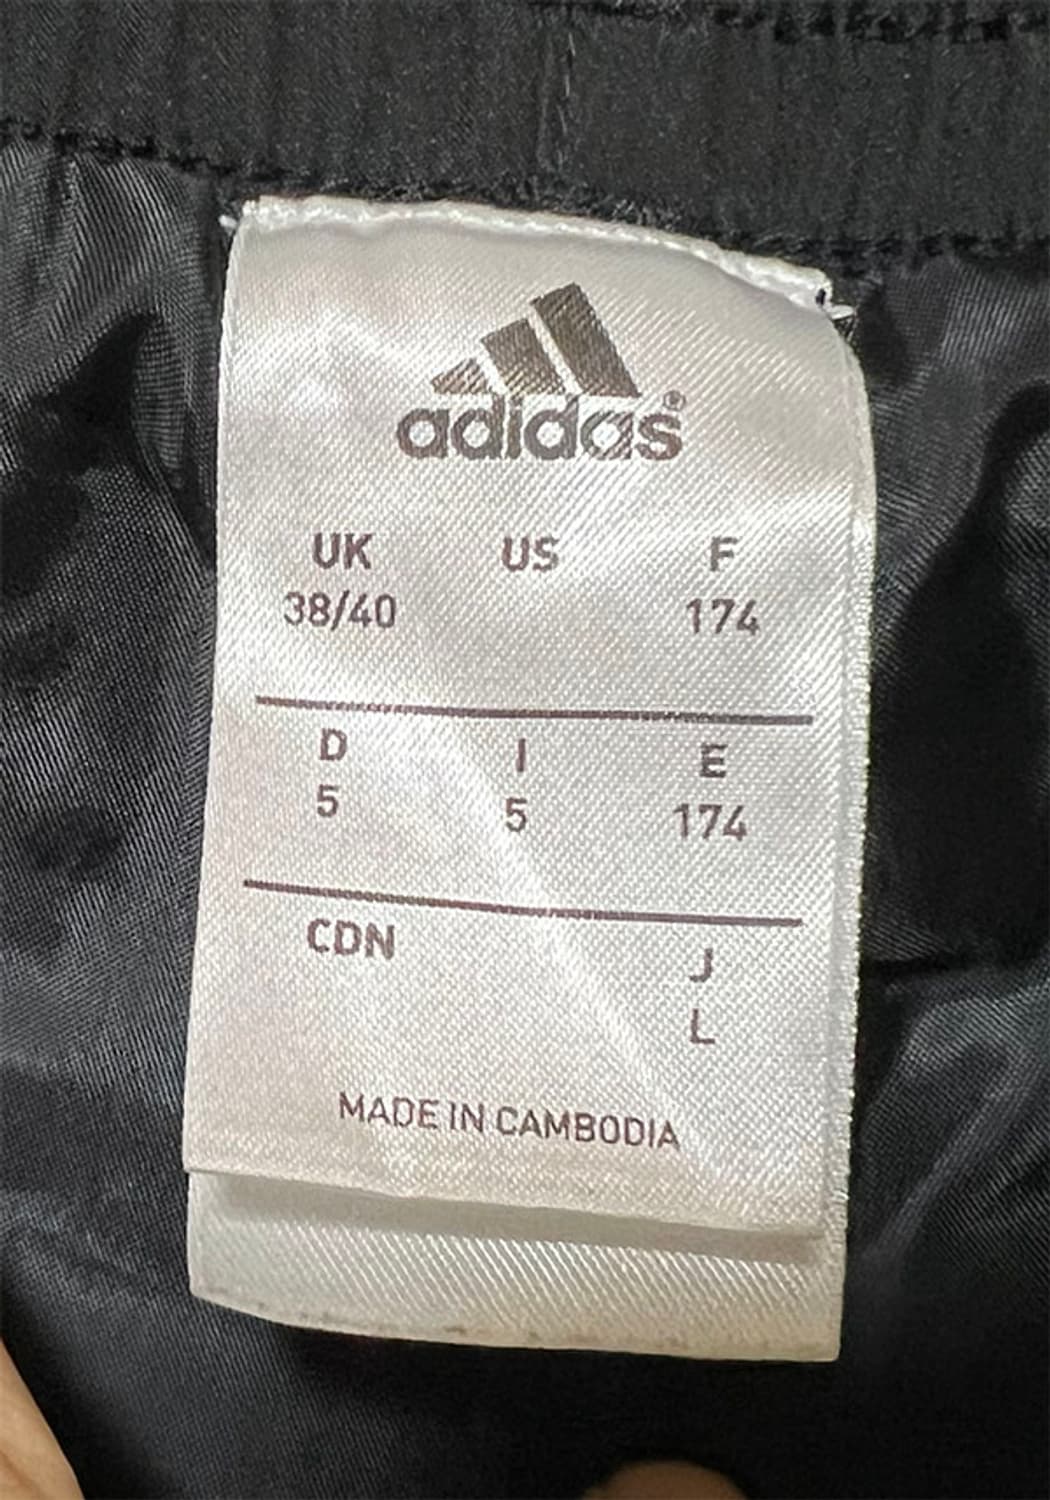 adidas®
UK US F
38/40 174
D I E
5 5 174
CDN J
L
MADE IN CAMBODIA